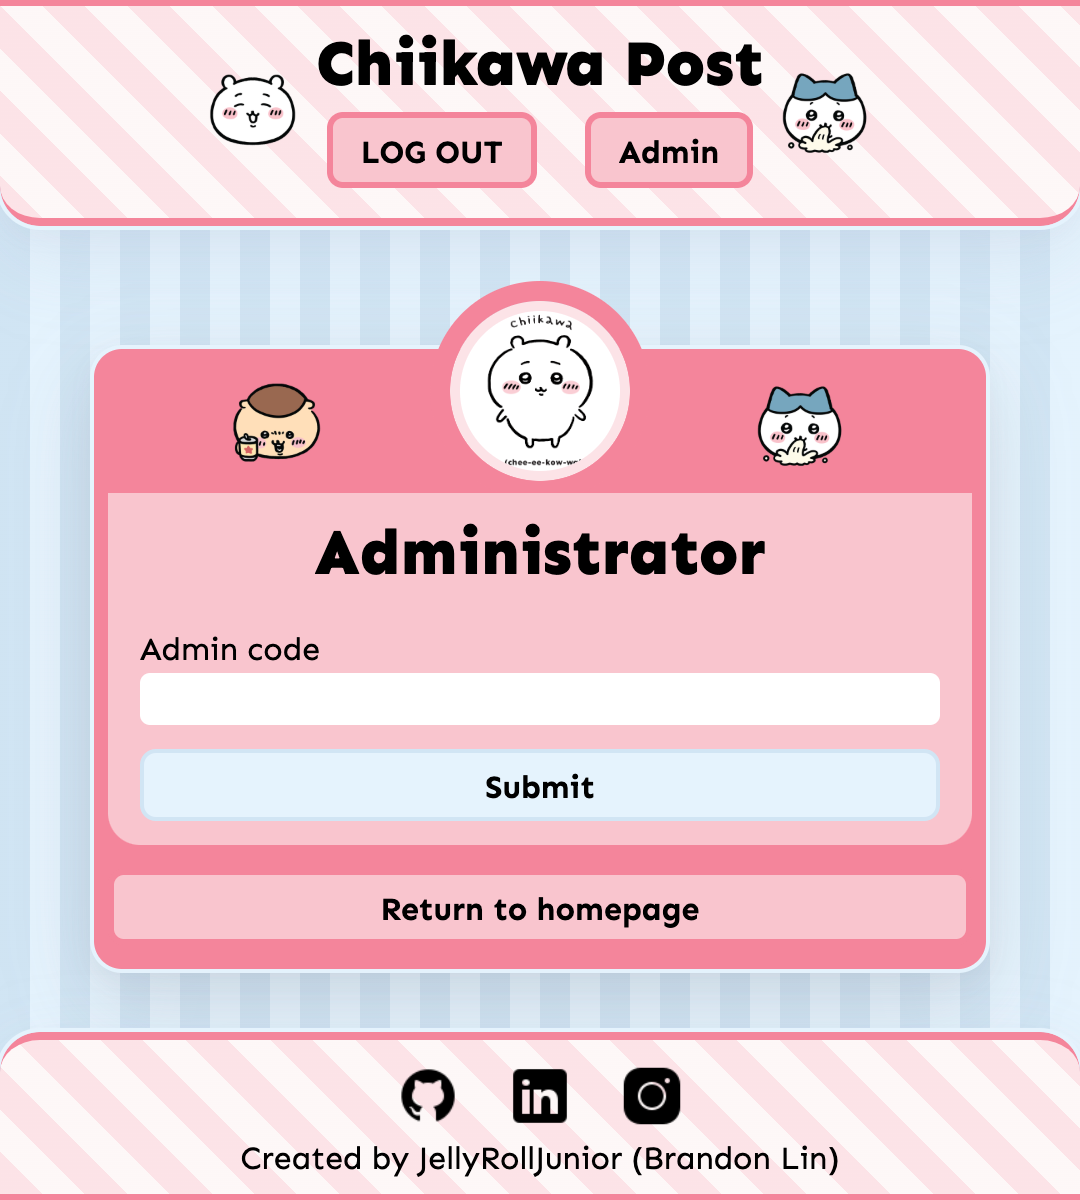 Chiikawa Post
LOG OUT Admin
chiikawa
(chee-ee-kow-wa
Administrator
Admin code
Submit
Return to homepage
in
Created by JellyRollJunior (Brandon Lin)